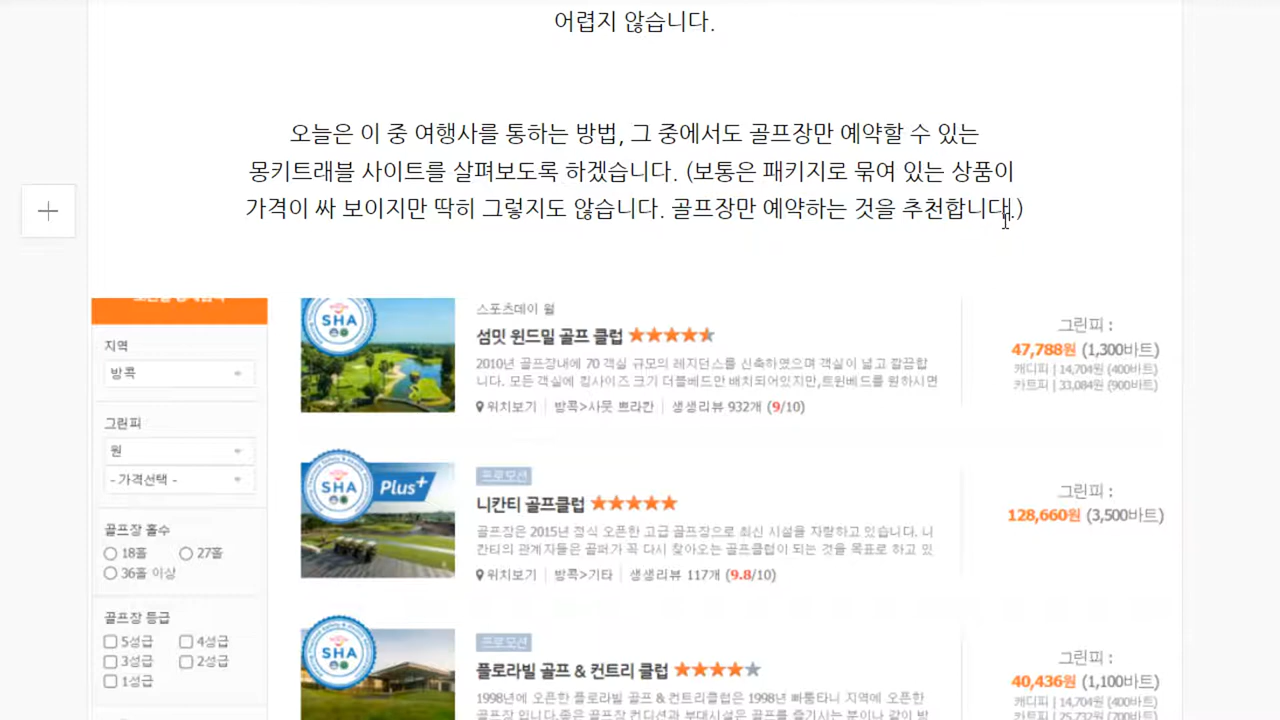 어렵지 않습니다.
오늘은 이 중 여행사를 통하는 방법, 그 중에서도 골프장만 예약할 수 있는
몽키트래블 사이트를 살펴보도록 하겠습니다. (보통은 패키지로 묶여 있는 상품이
가격이 싸 보이지만 딱히 그렇지도 않습니다. 골프장만 예약하는 것을 추천합니다.)
지역
방콕
그린피
원
- 가격선택 -
골프장 홀수
18홀 27홀
36홀 이상
골프장 등급
5성급 4성급
3성급 2성급
1성급
SHA
스포츠데이 월
섬밋 윈드밀 골프 클럽
2010년 골프장내에 70 객실 규모의 레지던스를 신축하였으며 객실이 넓고 깔끔합
니다. 모든 객실에 킹사이즈 크기 더블베드만 배치되어있지만,트윈베드를 원하시면
위치보기 방콕>사뭇 쁘라칸 생생리뷰 932개 (9/10)
그린피 :
47,788원 (1,300바트)
캐디피 | 14,704원 (400바트)
카트피 | 33,084원 (900바트)
SHA Plus+
프로모션
니칸티 골프클럽
골프장은 2015년 정식 오픈한 고급 골프장으로 최신 시설을 자랑하고 있습니다. 니
칸티의 관계자들은 골퍼가 꼭 다시 찾아오는 골프클럽이 되는 것을 목표로 하고 있
위치보기 방콕>기타 생생리뷰 117개 (9.8/10)
그린피 :
128,660원 (3,500바트)
SHA
프로모션
플로라빌 골프 & 컨트리 클럽
1998년에 오픈한 플로라빌 골프 & 컨트리클럽은 1998년 빠툼타니 지역에 오픈한
그린피 :
40,436원 (1,100바트)
캐디피 | 14,704원 (400바트)